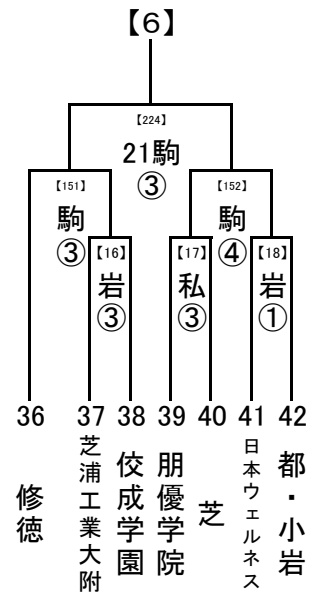 【6】
【224】
21駒
③
【151】
駒
③
【152】
駒
④
【16】
岩
③
【17】
私
③
【18】
岩
①
36
37
38
39
40
41
42
修徳
芝浦工業大附
佼成学園
朋優学院
芝
日本ウェルネス
都・小岩